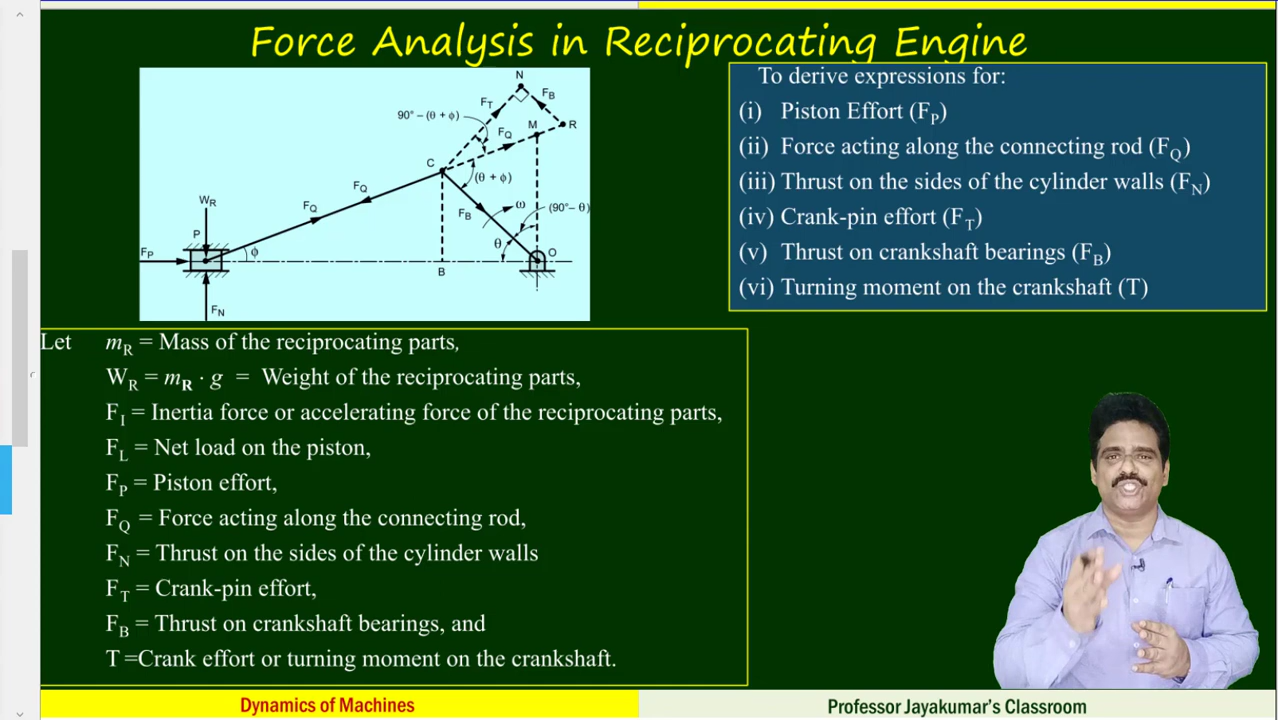 Force Analysis in Reciprocating Engine
N
F_T
F_B
90° – (θ + φ)
M
R
F_Q
C
(θ + φ)
F_Q
W_R
F_Q
F_B
ω
(90°– θ)
P
θ
F_P
φ
O
B
F_N
To derive expressions for:
(i) Piston Effort (F_P)
(ii) Force acting along the connecting rod (F_Q)
(iii) Thrust on the sides of the cylinder walls (F_N)
(iv) Crank-pin effort (F_T)
(v) Thrust on crankshaft bearings (F_B)
(vi) Turning moment on the crankshaft (T)
Let m_R = Mass of the reciprocating parts,
W_R = m_R · g = Weight of the reciprocating parts,
F_I = Inertia force or accelerating force of the reciprocating parts,
F_L = Net load on the piston,
F_P = Piston effort,
F_Q = Force acting along the connecting rod,
F_N = Thrust on the sides of the cylinder walls
F_T = Crank-pin effort,
F_B = Thrust on crankshaft bearings, and
T =Crank effort or turning moment on the crankshaft.
Dynamics of Machines
Professor Jayakumar’s Classroom